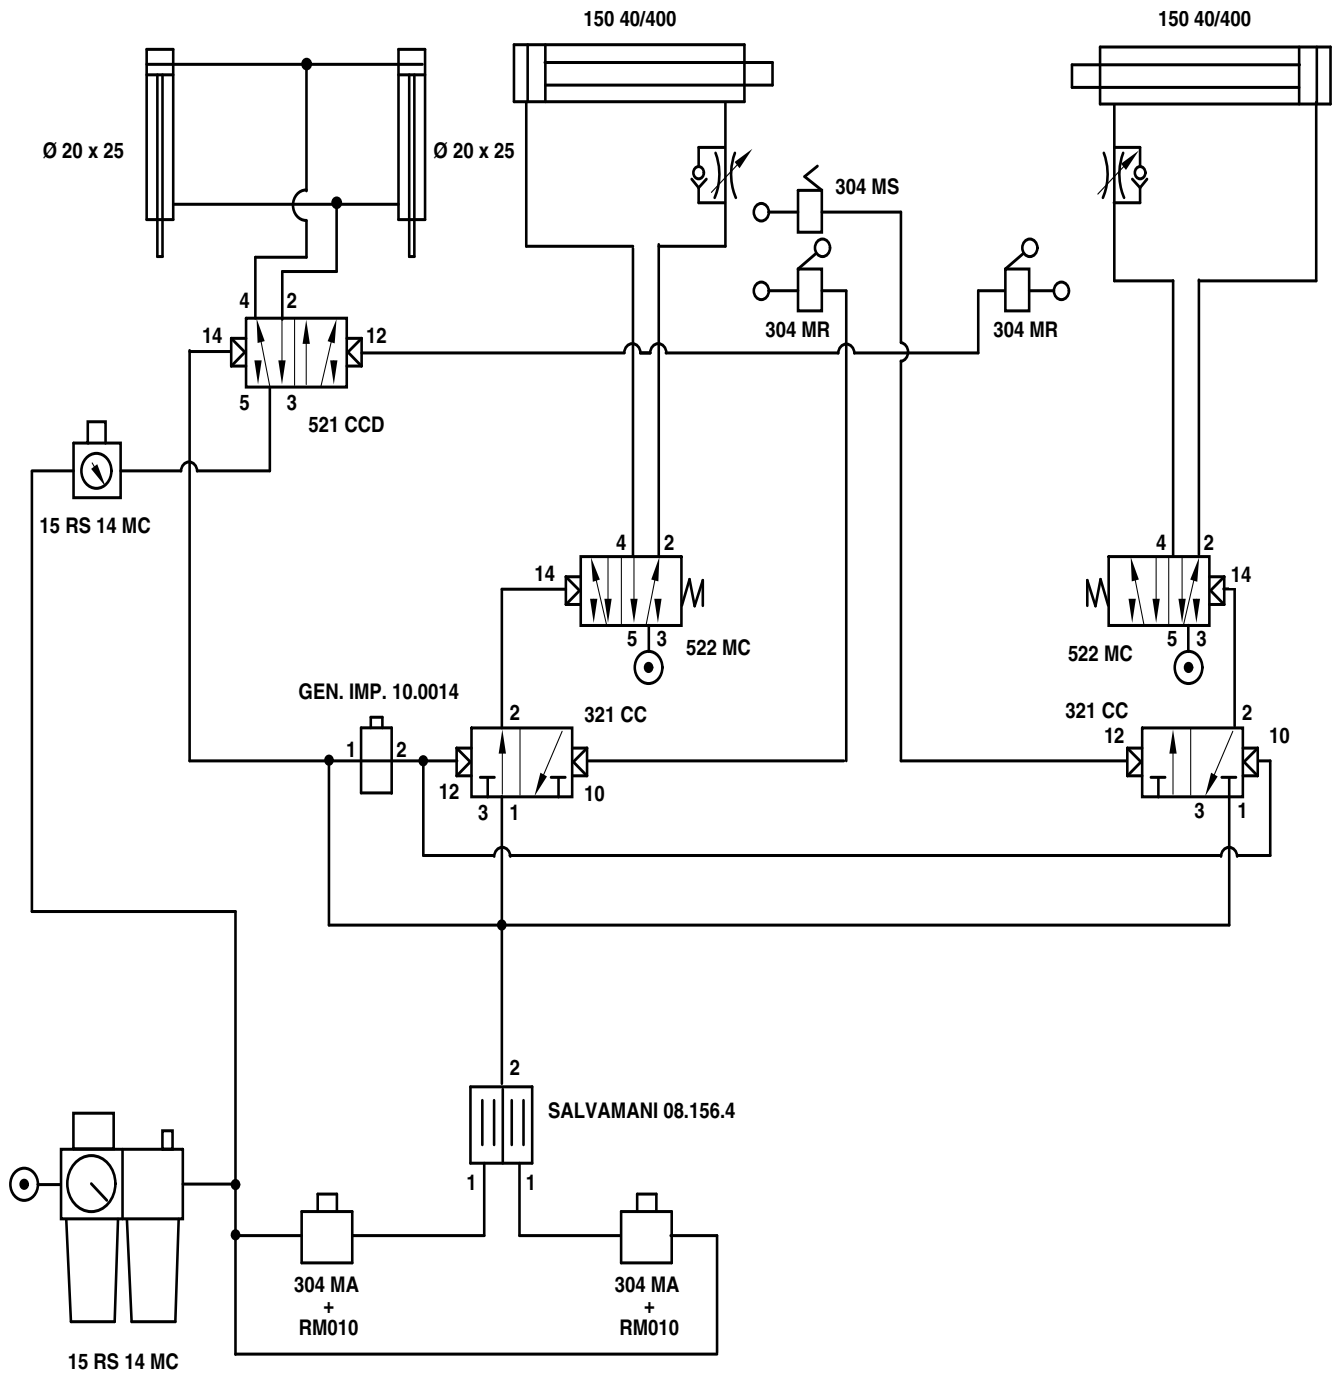 150 40/400
150 40/400
Ø 20 x 25
Ø 20 x 25
304 MS
304 MR
304 MR
4 2
14 12
5 3
521 CCD
15 RS 14 MC
4 2
14
5 3
522 MC
4 2
14
5 3
522 MC
GEN. IMP. 10.0014
1 2
321 CC
2
12 10
3 1
321 CC
2
12 10
3 1
2
SALVAMANI 08.156.4
1 1
304 MA
+
RM010
304 MA
+
RM010
15 RS 14 MC